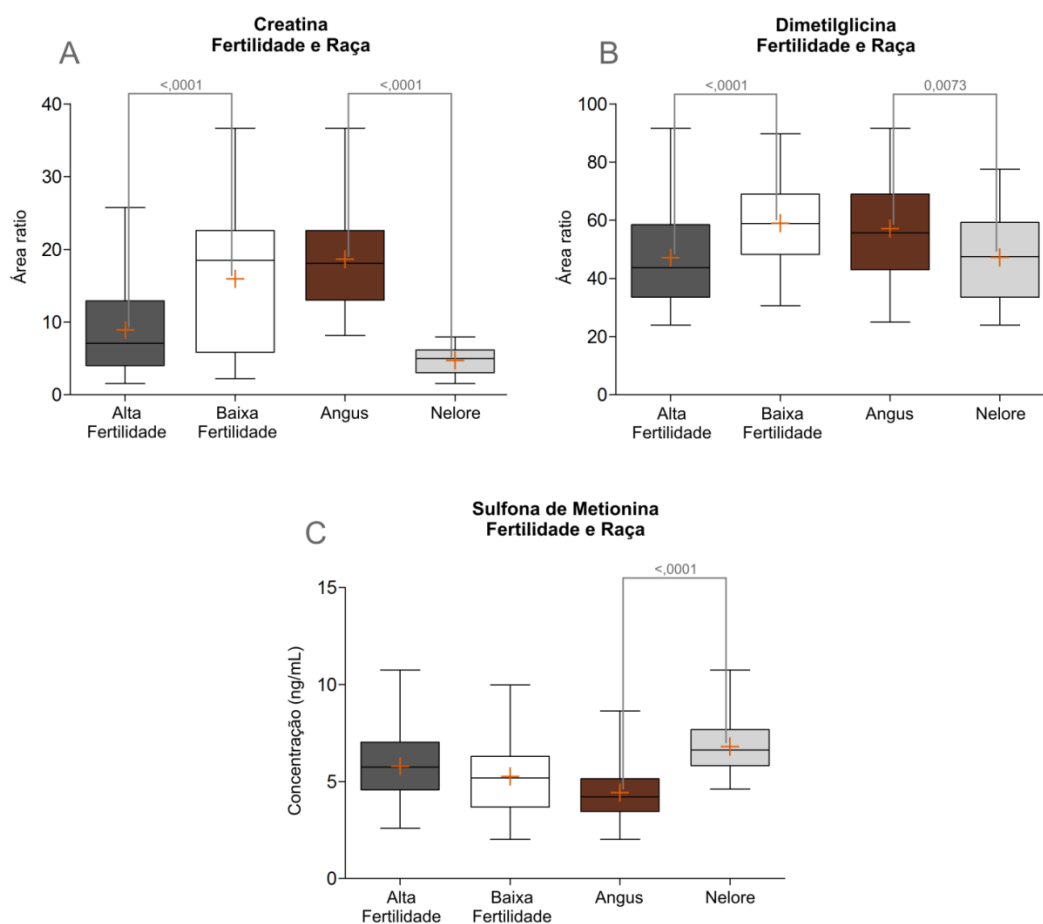 A
Creatina
Fertilidade e Raça
<,0001
<,0001
Área ratio
40
30
20
10
0
Alta
Fertilidade
Baixa
Fertilidade
Angus
Nelore
B
Dimetilglicina
Fertilidade e Raça
<,0001
0,0073
Área ratio
100
80
60
40
20
0
Alta
Fertilidade
Baixa
Fertilidade
Angus
Nelore
C
Sulfona de Metionina
Fertilidade e Raça
<,0001
Concentração (ng/mL)
15
10
5
0
Alta
Fertilidade
Baixa
Fertilidade
Angus
Nelore